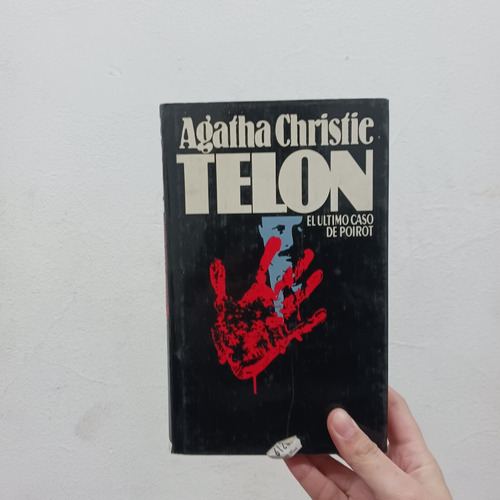 Agatha Christie
TELON
EL ULTIMO CASO
DE POIROT